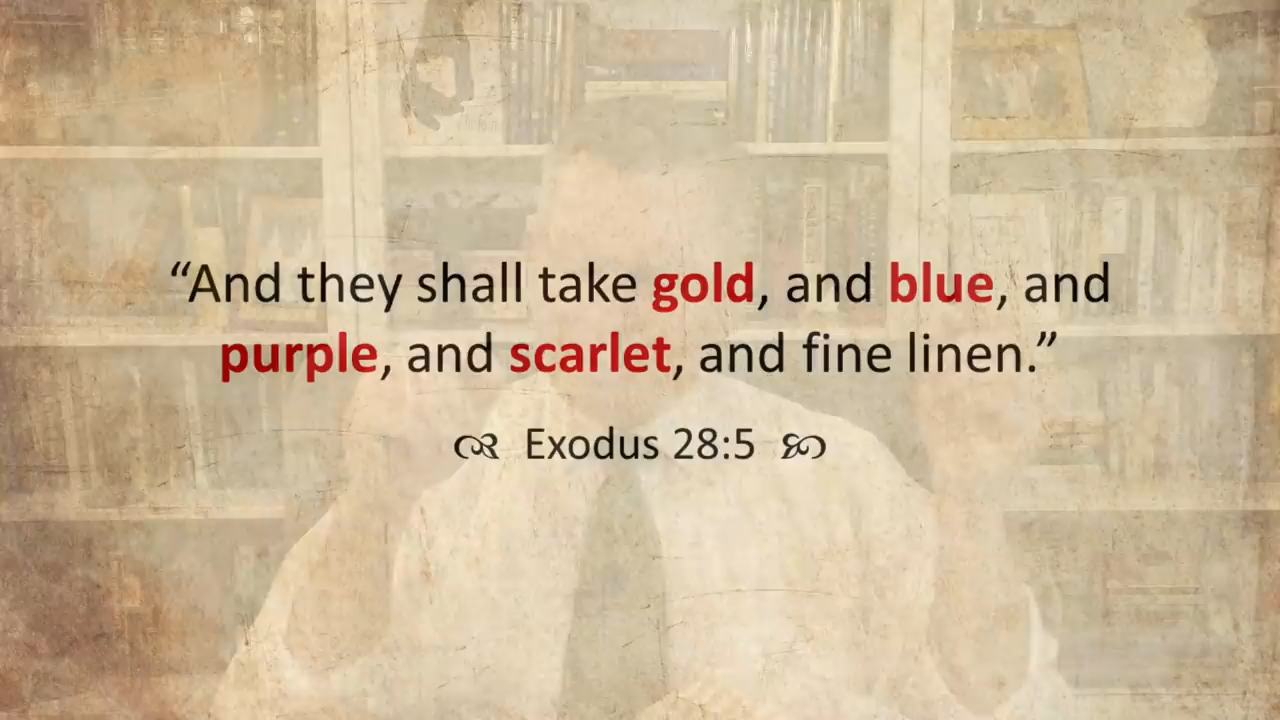 “And they shall take gold, and blue, and
purple, and scarlet, and fine linen.”
Exodus 28:5